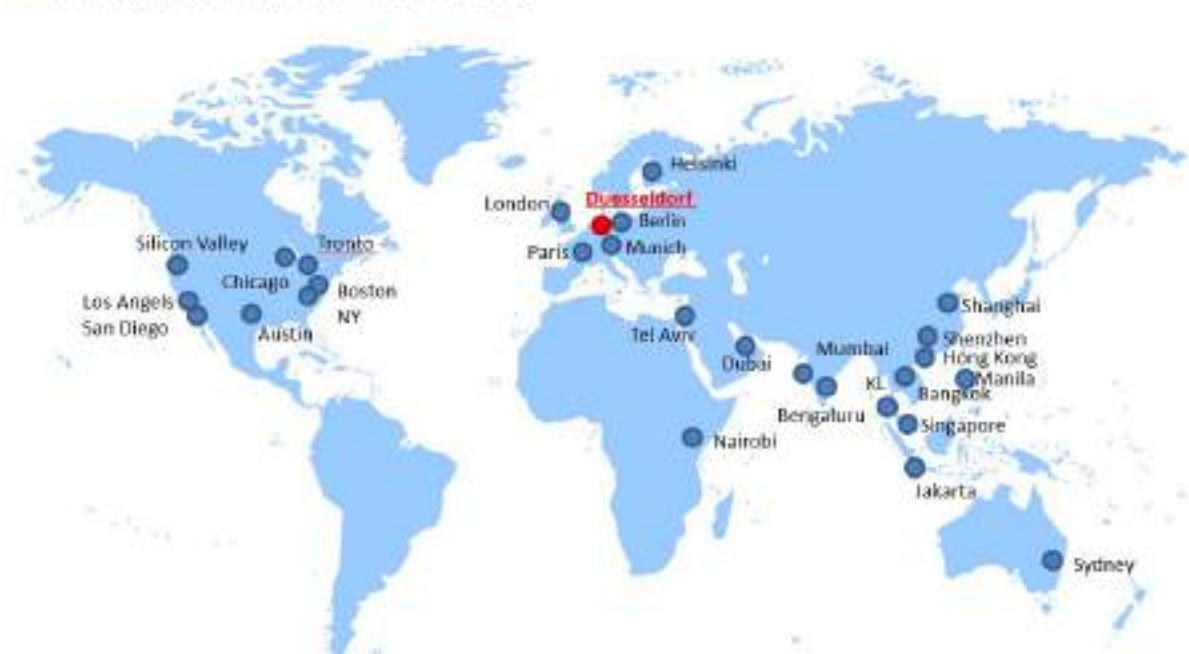 Helsinki
Duesseldorf
London
Berlin
Silicon Valley
Tronto
Paris
Munich
Chicago
Boston
Los Angels
NY
Shanghai
San Diego
Austin
Tel Aviv
Shenzhen
Mumbai
Hong Kong
Dubai
KL
Manila
Bangkok
Bengaluru
Singapore
Nairobi
Jakarta
Sydney